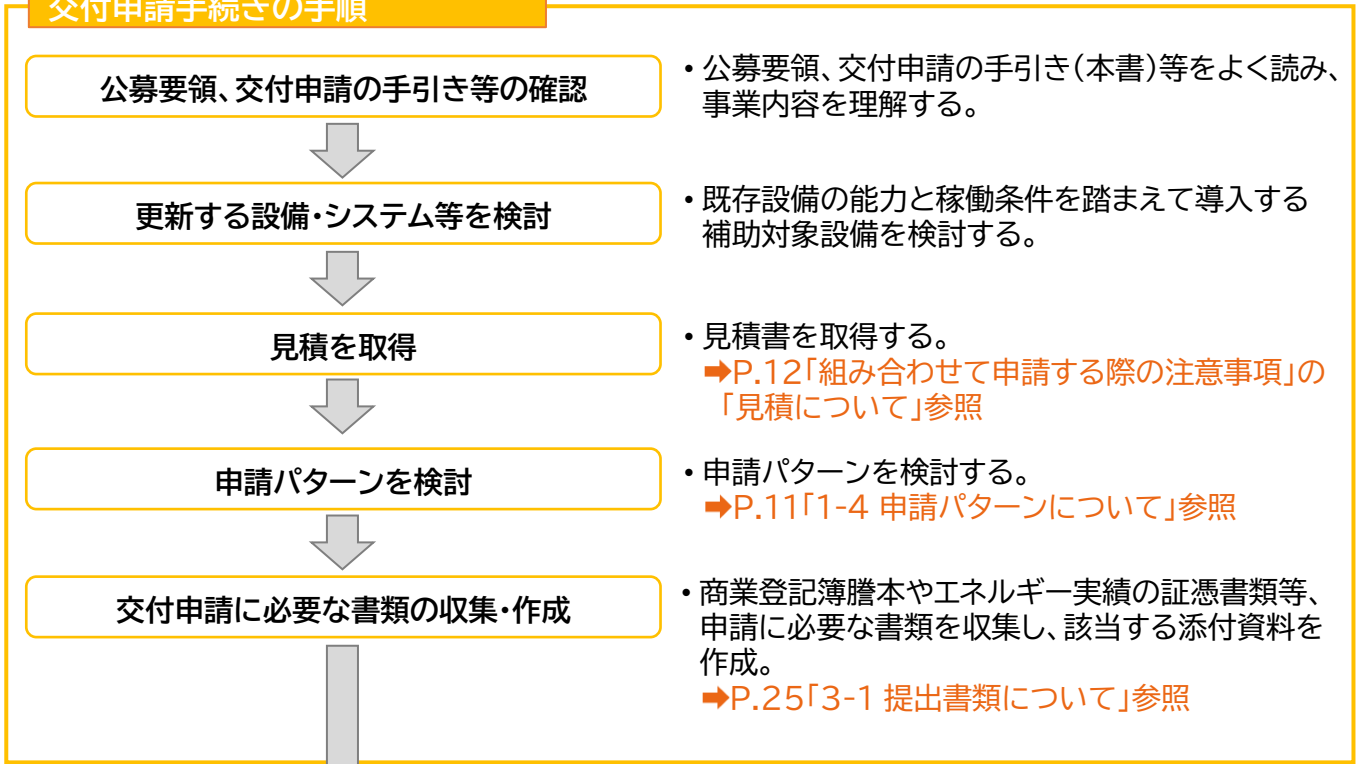 交付申請手続きの手順
公募要領、交付申請の手引き等の確認
・公募要領、交付申請の手引き（本書）等をよく読み、
事業内容を理解する。
更新する設備・システム等を検討
・既存設備の能力と稼働条件を踏まえて導入する
補助対象設備を検討する。
見積を取得
・見積書を取得する。
➡P.12「組み合わせて申請する際の注意事項」の
「見積について」参照
申請パターンを検討
・申請パターンを検討する。
➡P.11「1-4 申請パターンについて」参照
交付申請に必要な書類の収集・作成
・商業登記簿謄本やエネルギー実績の証憑書類等、
申請に必要な書類を収集し、該当する添付資料を
作成。
➡P.25「3-1 提出書類について」参照